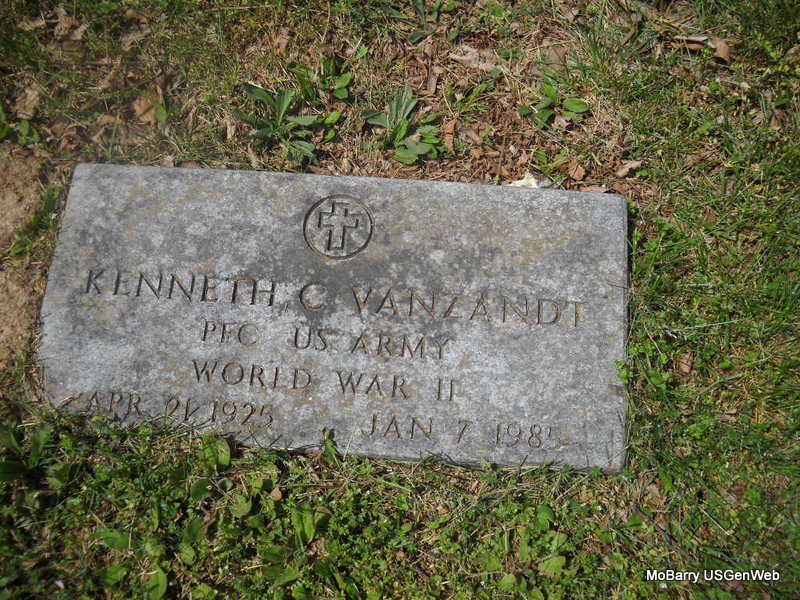 KENNETH C VANZANDT
PFC US ARMY
WORLD WAR II
APR 21 1925 JAN 7 1985
MoBarry USGenWeb